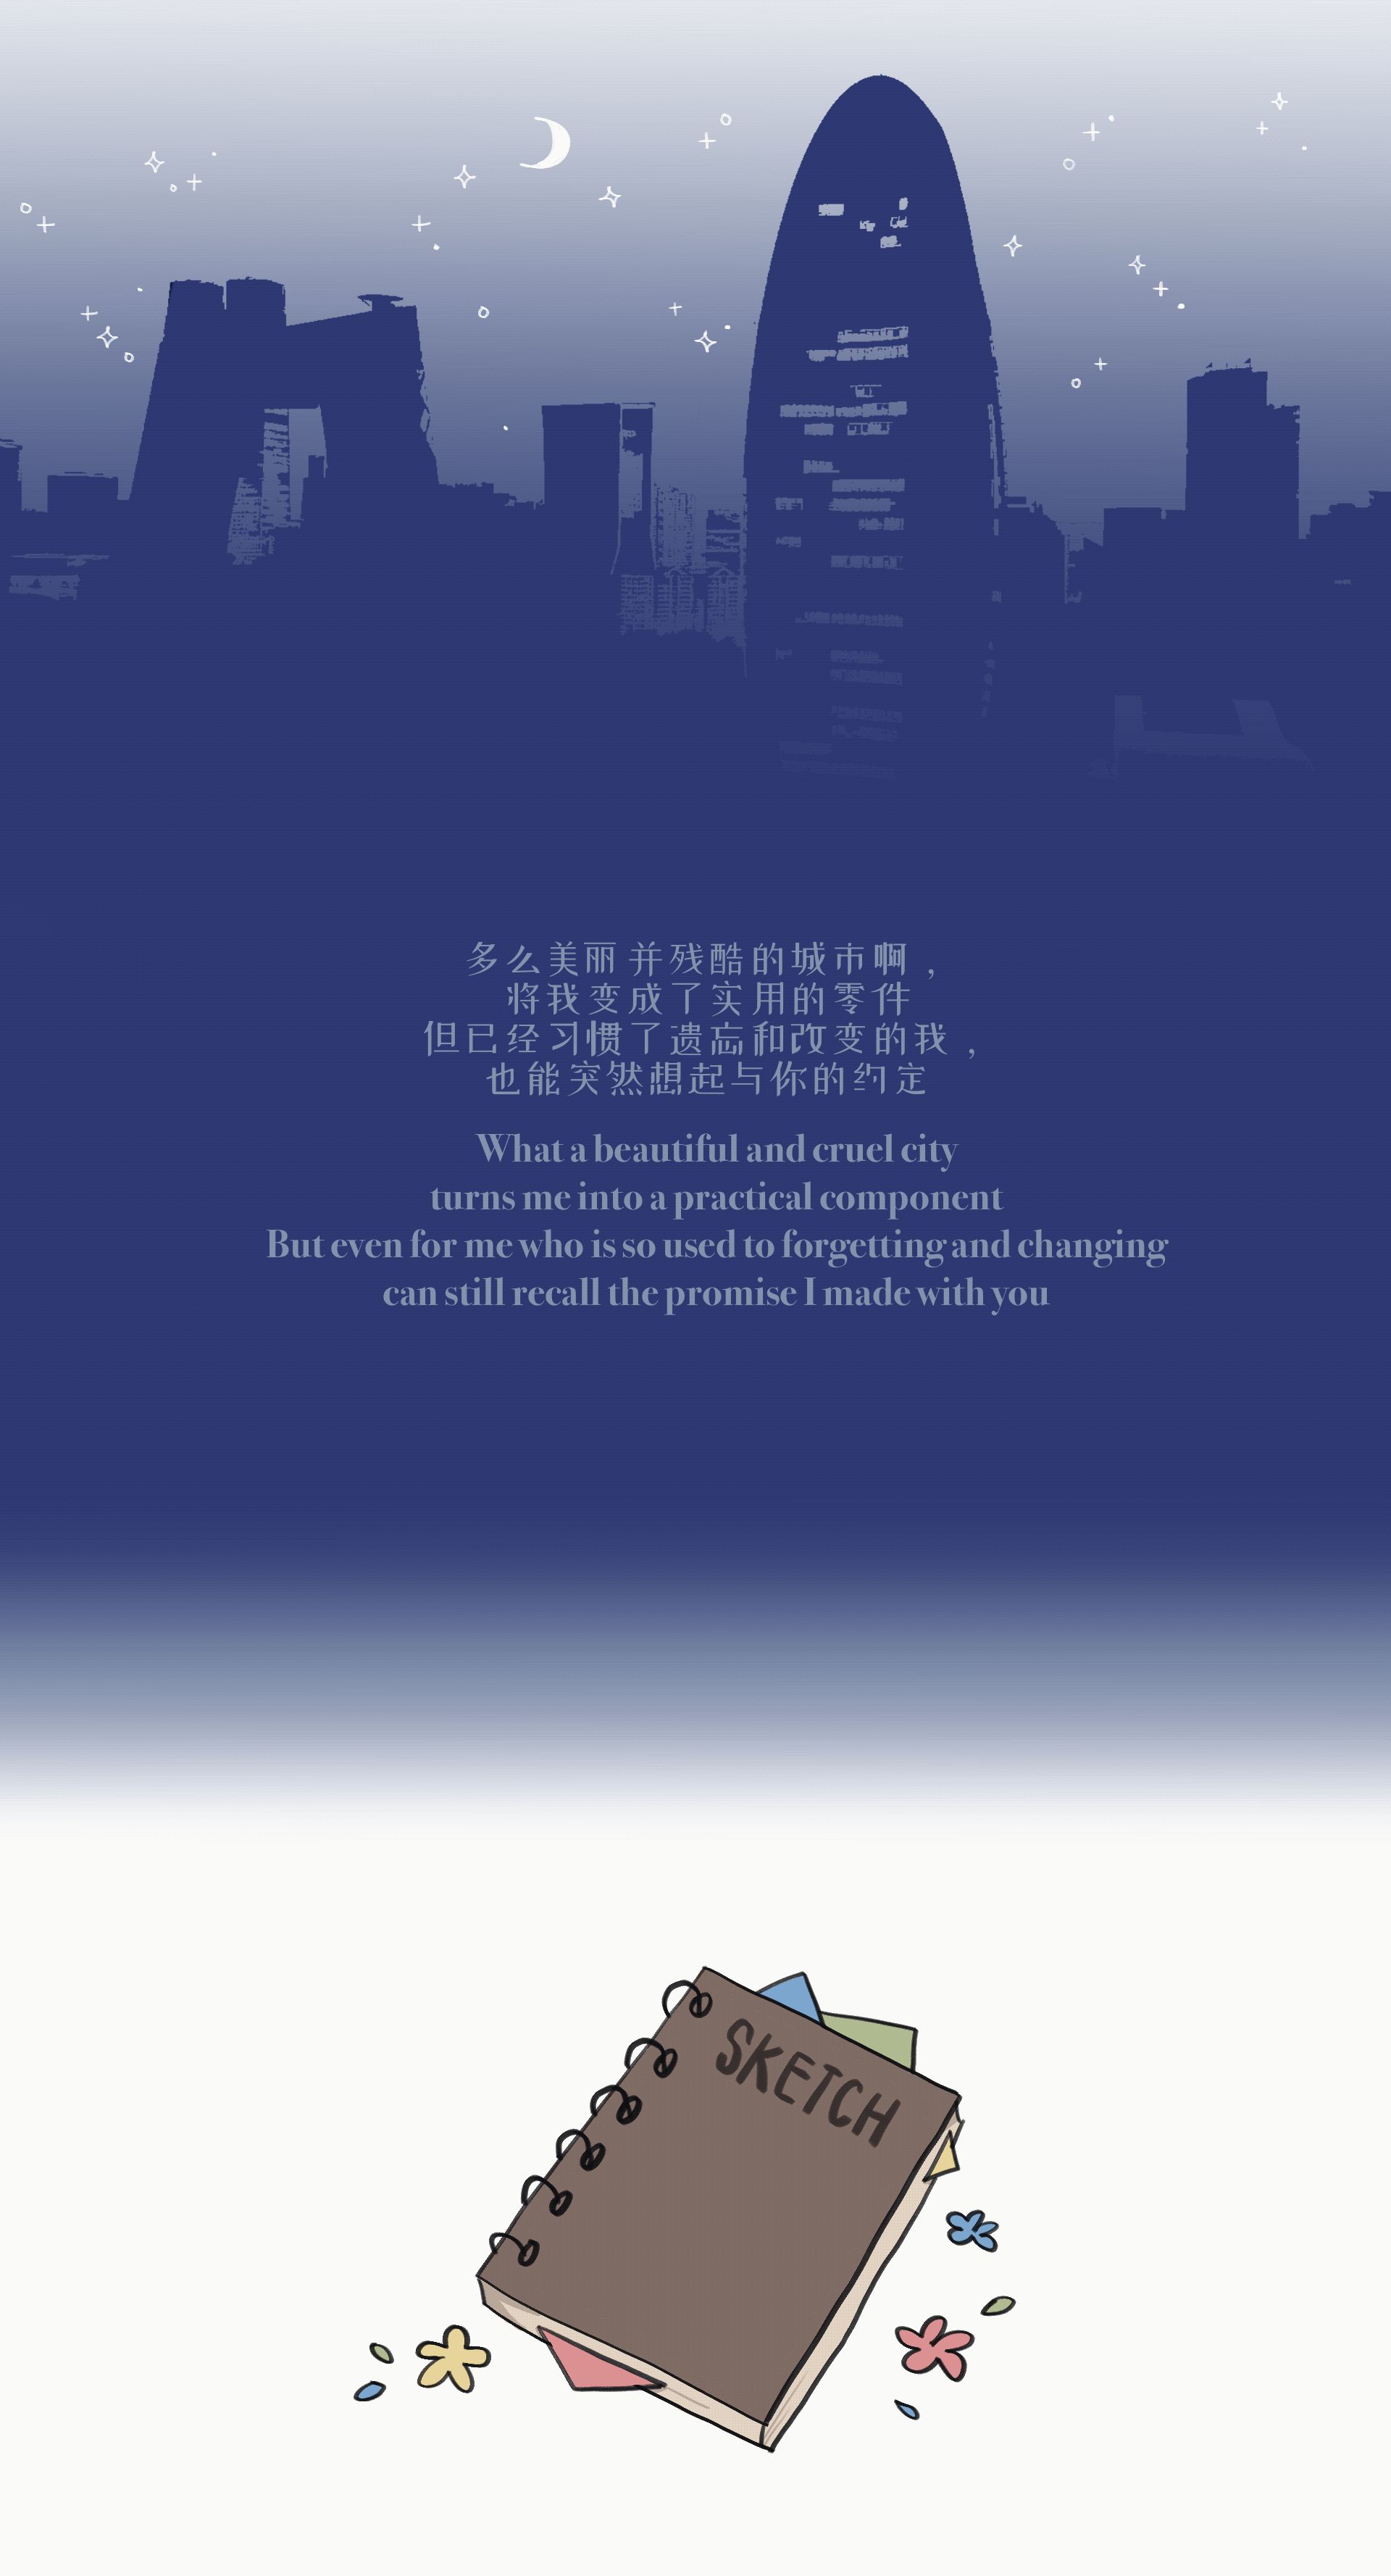 多么美丽 并残酷的城市啊，
将我变成了实用的零件
但已经习惯了遗忘和改变的我，
也能突然想起与你的约定
What a beautiful and cruel city
turns me into a practical component
But even for me who is so used to forgetting and changing
can still recall the promise I made with you
SKETCH